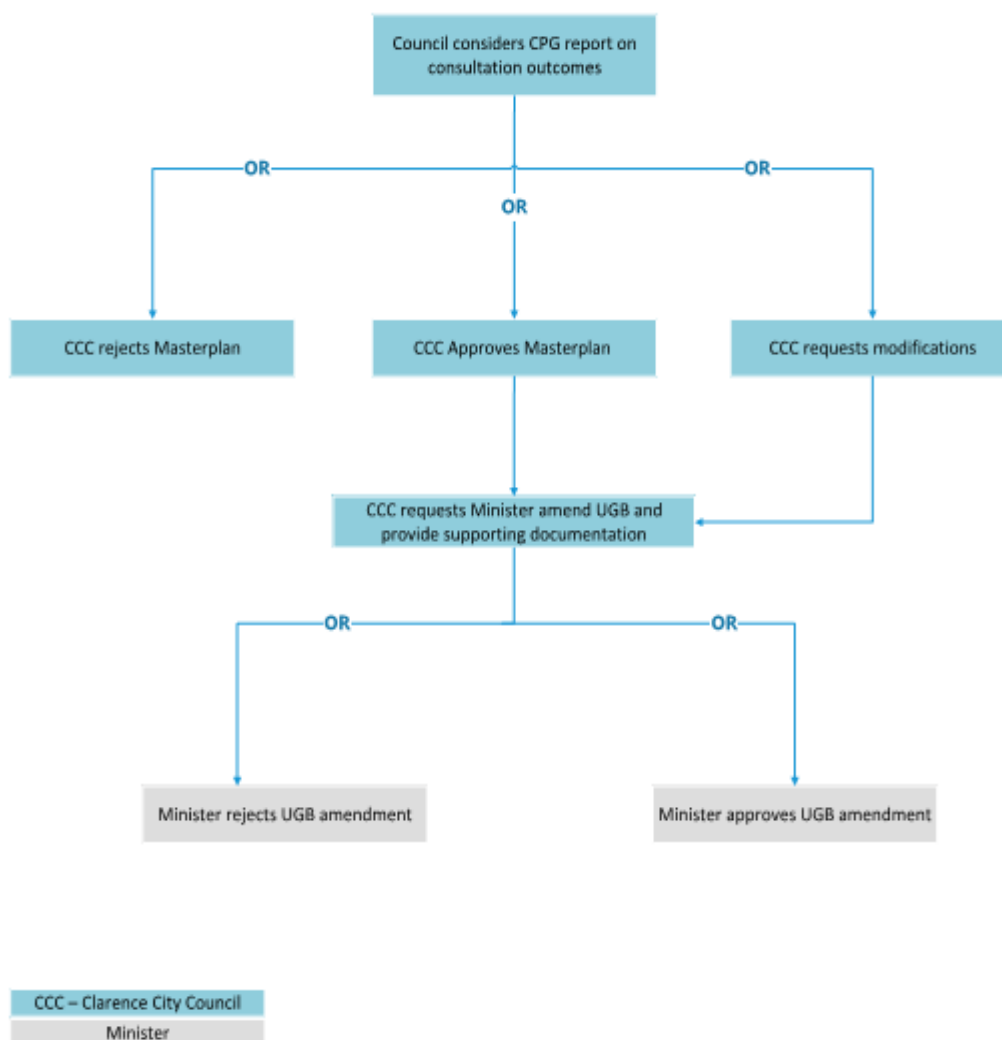 Council considers CPG report on
consultation outcomes
OR
OR
OR
CCC rejects Masterplan
CCC Approves Masterplan
CCC requests modifications
CCC requests Minister amend UGB and
provide supporting documentation
OR
OR
Minister rejects UGB amendment
Minister approves UGB amendment
CCC – Clarence City Council
Minister